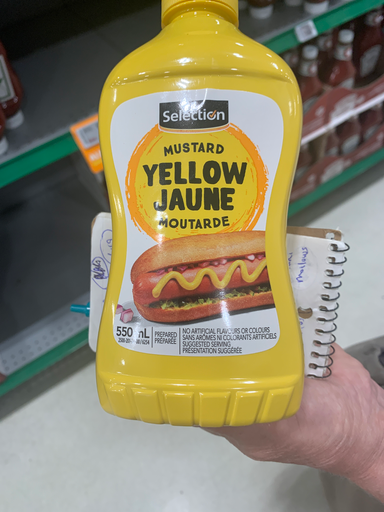 Selection
MUSTARD
YELLOW
JAUNE
MOUTARDE
550 mL
PREPARED
PRÉPARÉE
NO ARTIFICIAL FLAVOURS OR COLOURS
SANS ARÔMES NI COLORANTS ARTIFICIELS
SUGGESTED SERVING
PRÉSENTATION SUGGÉRÉE